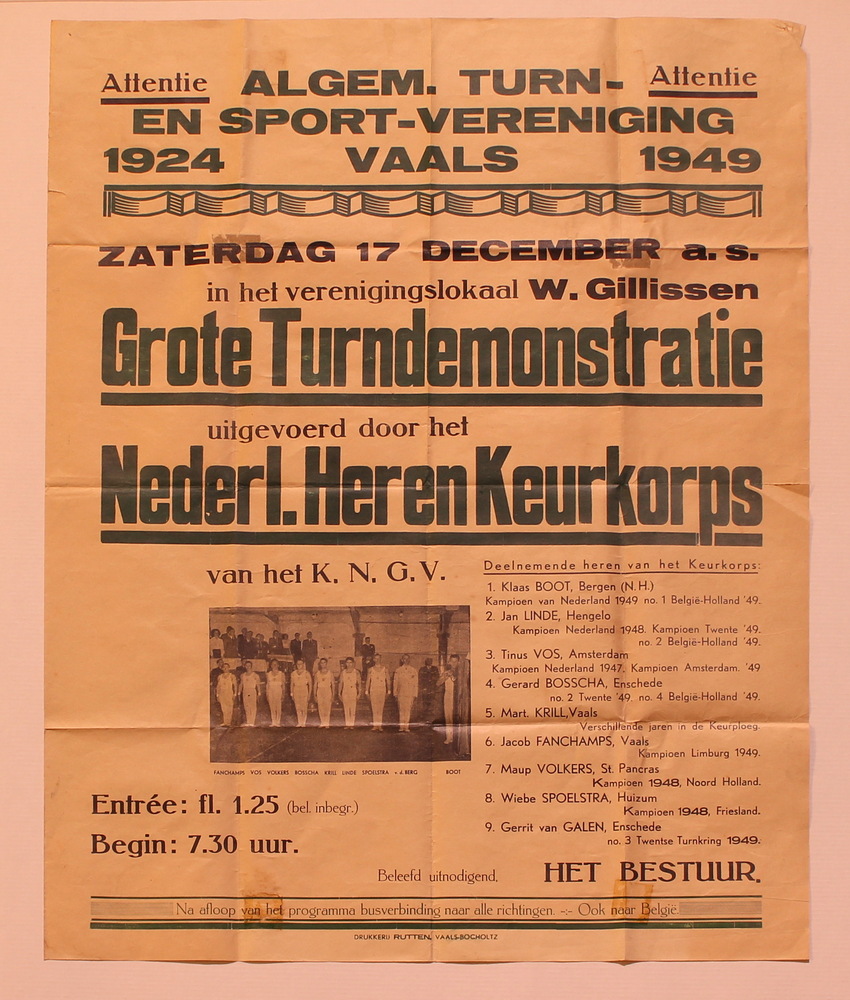 Attentie ALGEM. TURN- Attentie
EN SPORT-VERENIGING
1924 VAALS 1949
ZATERDAG 17 DECEMBER a. s.
in het verenigingslokaal W. Gillissen
Grote Turndemonstratie
uitgevoerd door het
Nederl. Heren Keurkorps
van het K. N. G. V.
FANCHAMPS VOS VOLKERS BOSSCHA KRILL LINDE SPOELSTRA v. d. BERG BOOT
Deelnemende heren van het Keurkorps:
1. Klaas BOOT, Bergen (N.H.)
Kampioen van Nederland 1949 no. 1 België-Holland '49.
2. Jan LINDE, Hengelo
Kampioen Nederland 1948. Kampioen Twente '49.
no. 2 België-Holland '49.
3. Tinus VOS, Amsterdam
Kampioen Nederland 1947. Kampioen Amsterdam. '49
4. Gerard BOSSCHA, Enschede
no. 2 Twente '49. no. 4 België-Holland '49.
5. Mart. KRILL, Vaals
Verschillende jaren in de Keurploeg.
6. Jacob FANCHAMPS, Vaals
Kampioen Limburg 1949.
7. Maup VOLKERS, St. Pancras
Kampioen 1948, Noord Holland.
8. Wiebe SPOELSTRA, Huizum
Kampioen 1948, Friesland.
9. Gerrit van GALEN, Enschede
no. 3 Twentse Turnkring 1949.
Entrée: fl. 1.25 (bel. inbegr.)
Begin: 7.30 uur.
Beleefd uitnodigend, HET BESTUUR.
Na afloop van het programma busverbinding naar alle richtingen. -:- Ook naar België.
DRUKKERIJ RUTTEN, VAALS-BOCHOLTZ